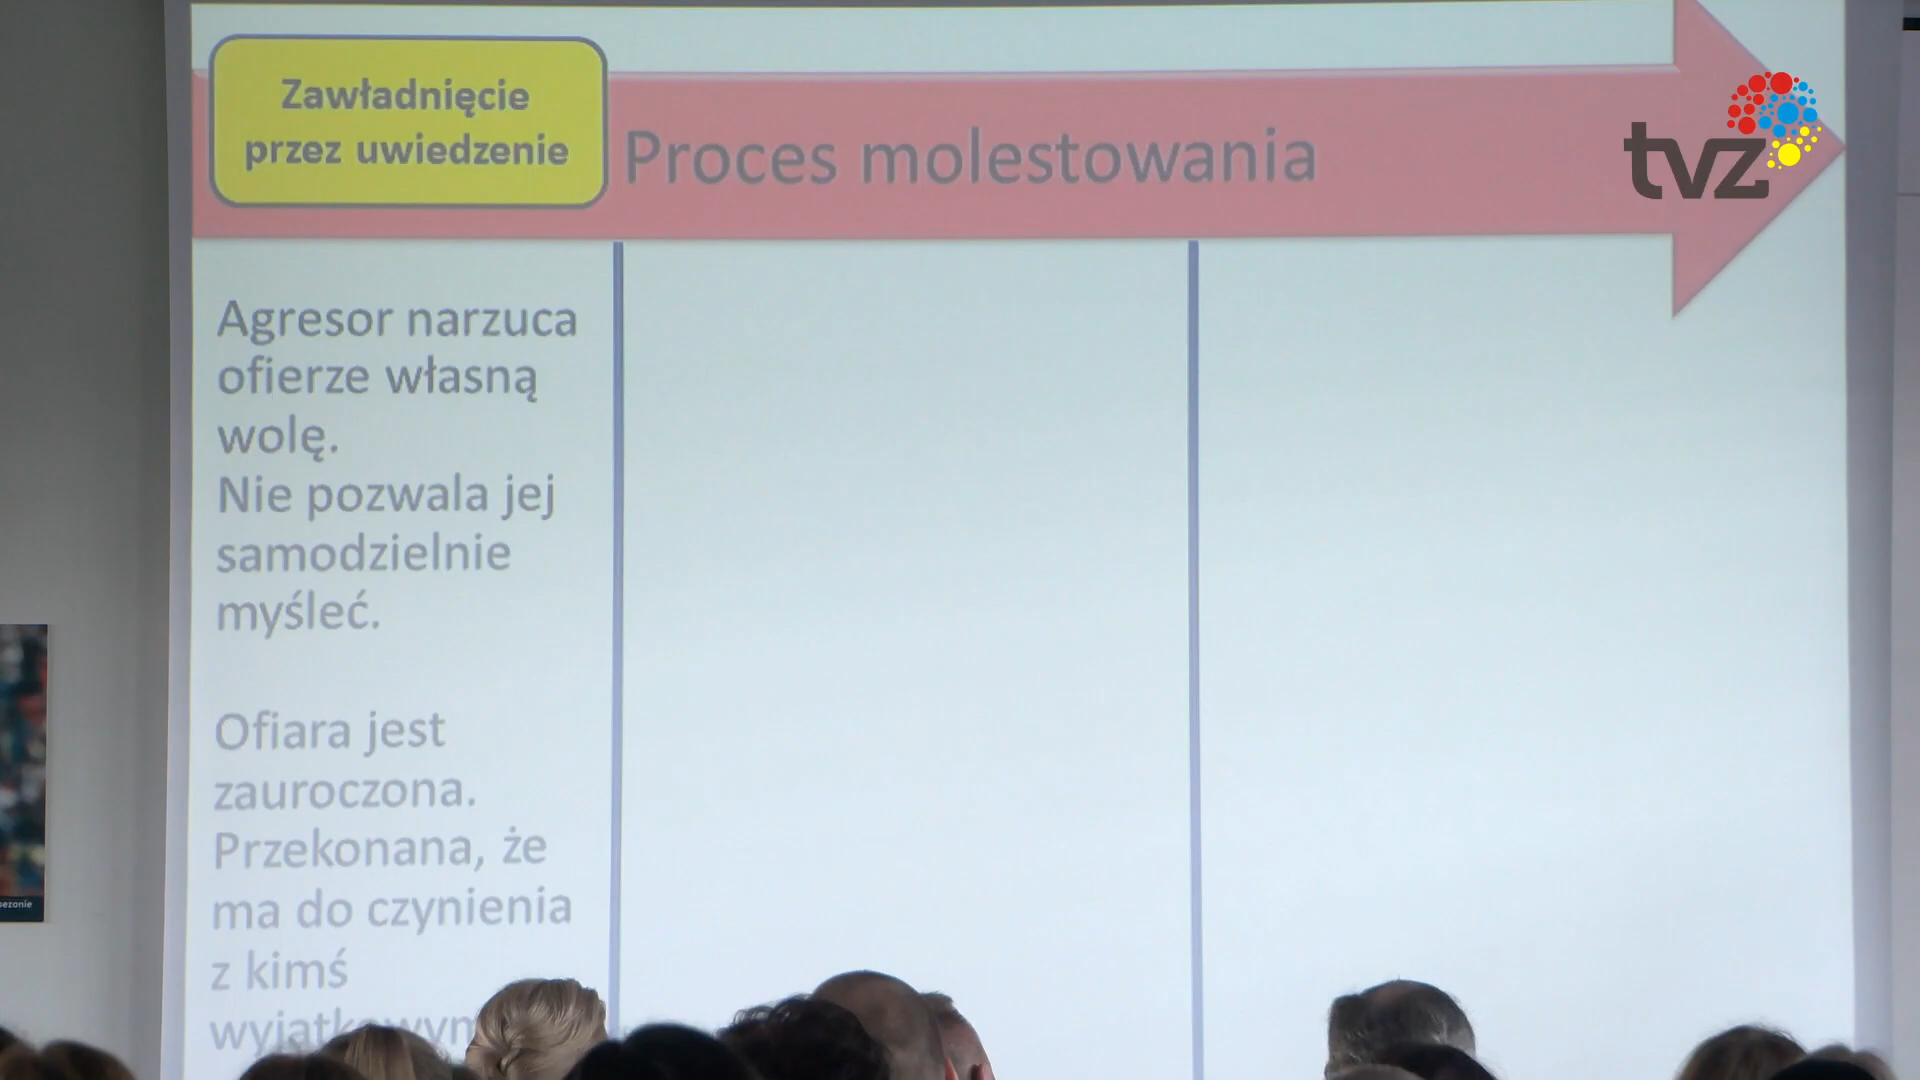 Zawładnięcie
przez uwiedzenie
Proces molestowania
tvz
Agresor narzuca
ofierze własną
wolę.
Nie pozwala jej
samodzielnie
myśleć.
Ofiara jest
zauroczona.
Przekonana, że
ma do czynienia
z kimś
sezonie